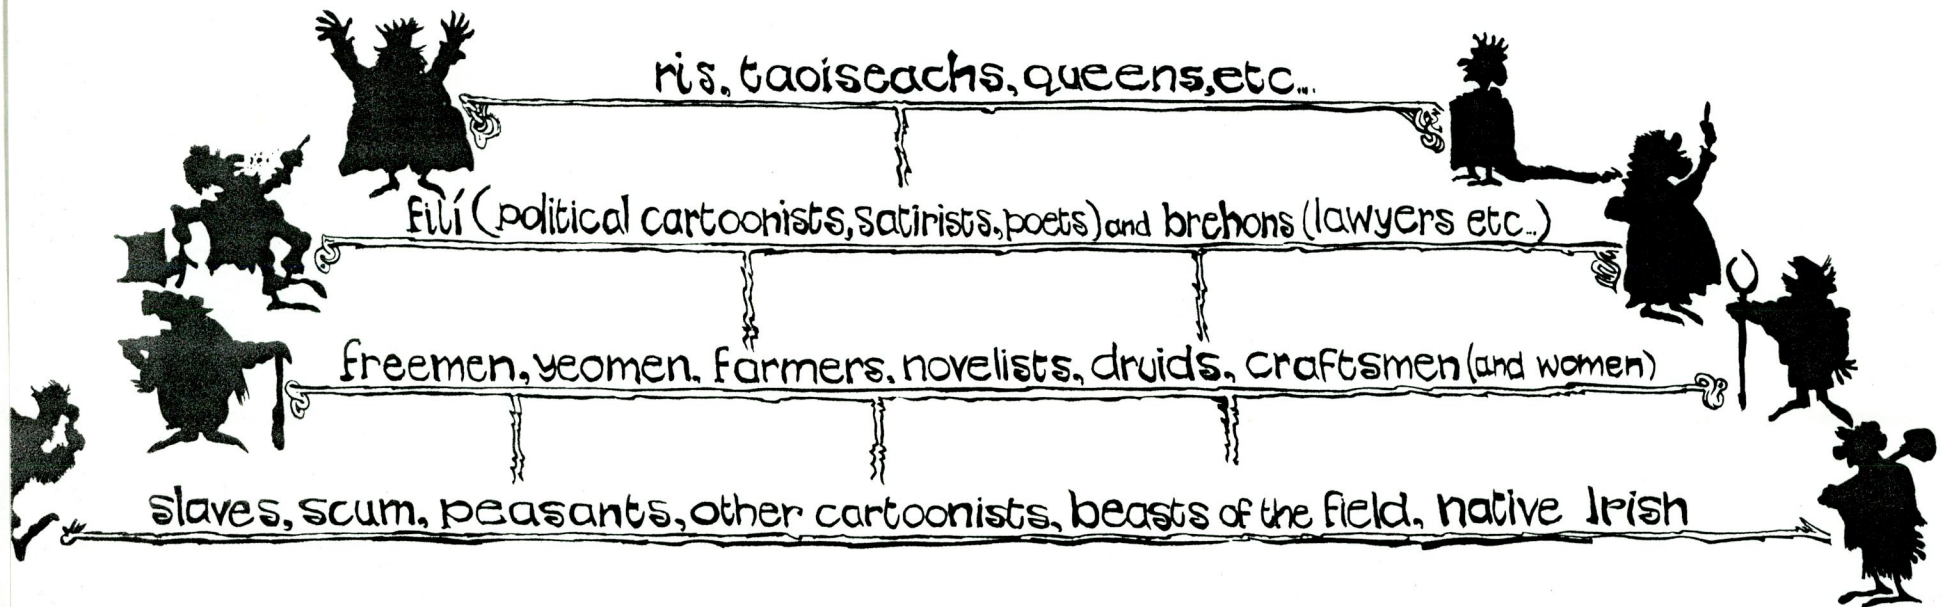 ris, taoiseachs, queens, etc...
filí (political cartoonists, satirists, poets) and brehons (lawyers etc...)
freemen, yeomen, farmers, novelists, druids, craftsmen (and women)
slaves, scum, peasants, other cartoonists, beasts of the field, native Irish